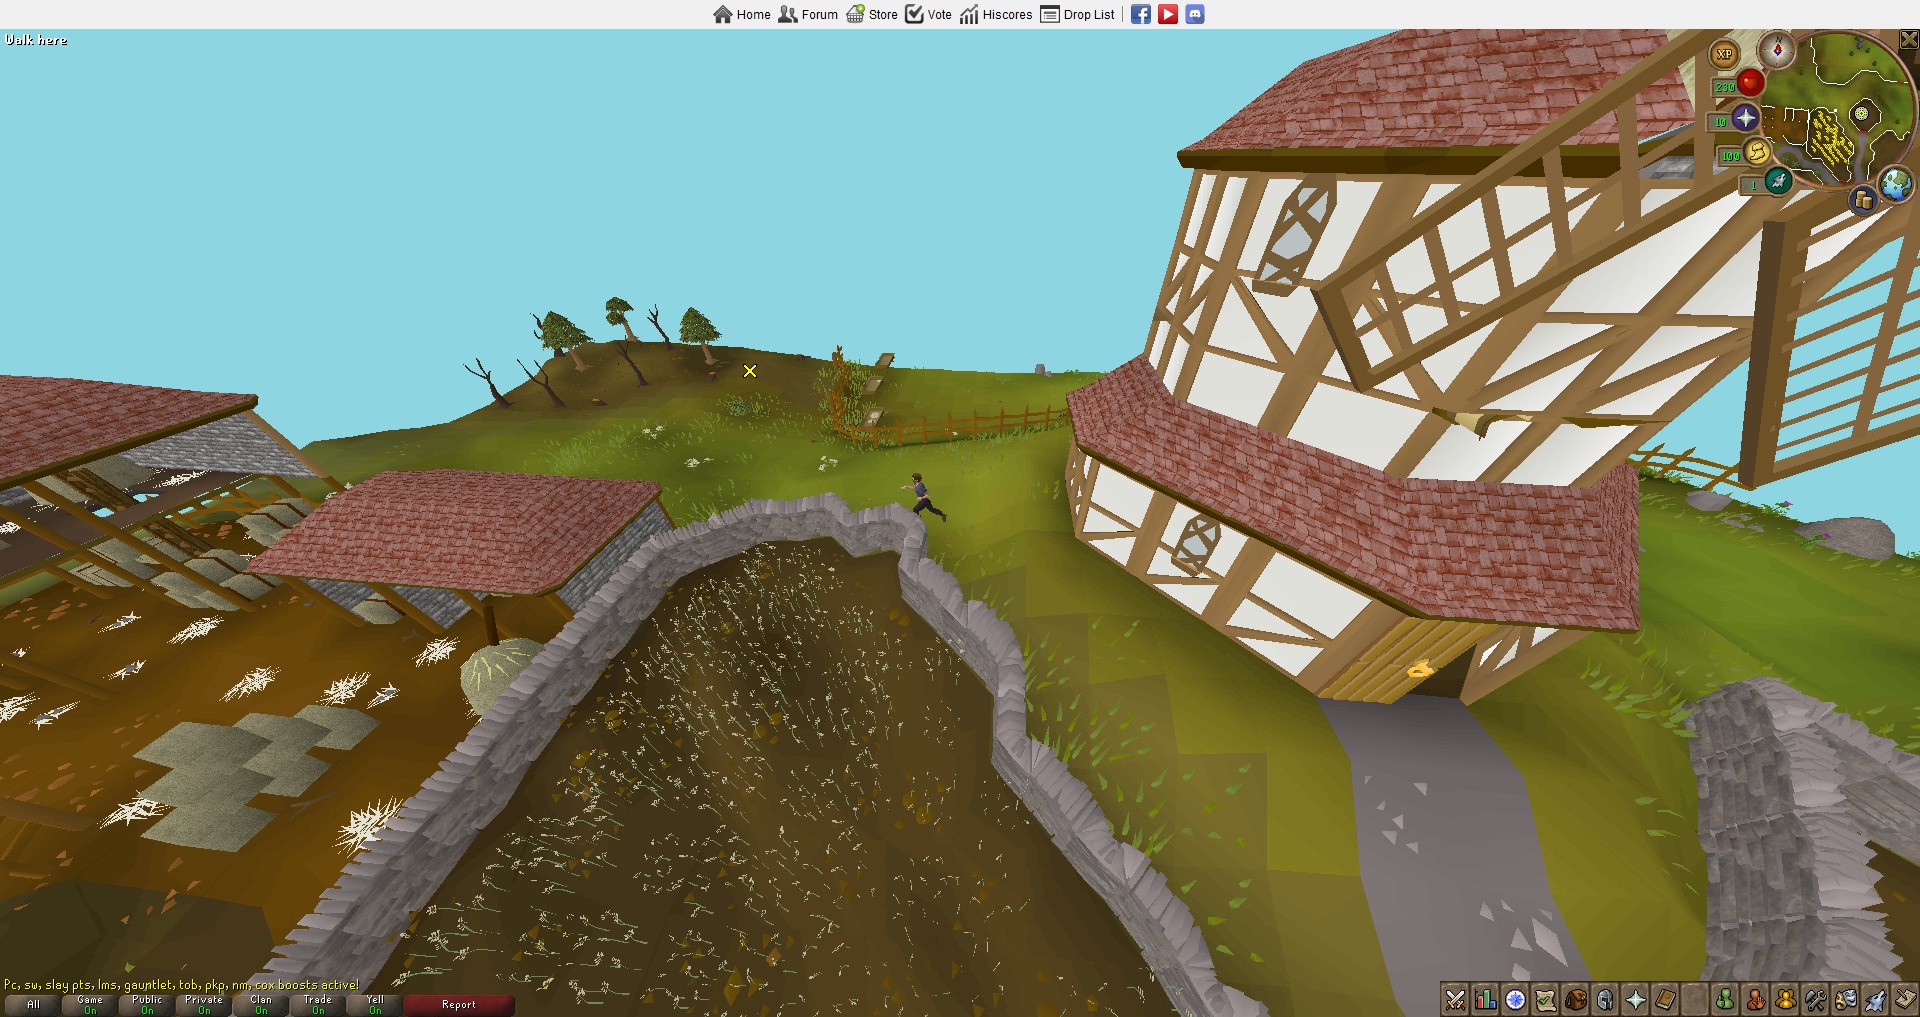 Home Forum Store Vote Hiscores Drop List
Walk here
XP
N
230
10
100
1
Pc, sw, slay pts, lms, gauntlet, tob, pkp, nm, cox boosts active!
All Game Public Private Clan Trade Yell Report
On On On On On On